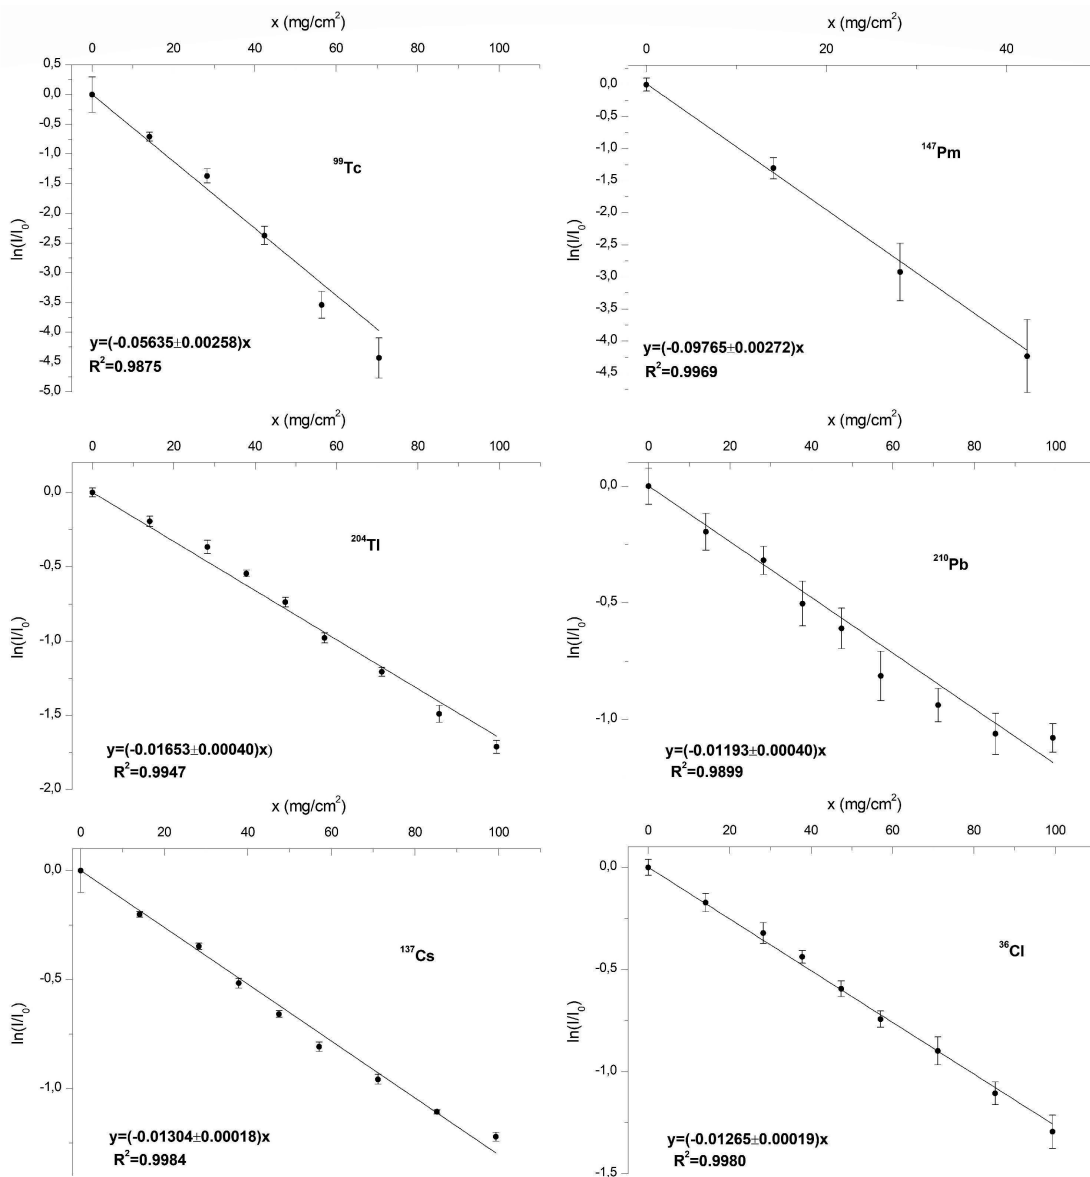 x (mg/cm²)
0 20 40 60 80 100
0,5
0,0
-0,5
-1,0
-1,5
-2,0
-2,5
-3,0
-3,5
-4,0
-4,5
-5,0
ln(I/I₀)
⁹⁹Tc
y=(-0.05635±0.00258)x
R²=0.9875
x (mg/cm²)
0 20 40
0,0
-0,5
-1,0
-1,5
-2,0
-2,5
-3,0
-3,5
-4,0
-4,5
ln(I/I₀)
¹⁴⁷Pm
y=(-0.09765±0.00272)x
R²=0.9969
x (mg/cm²)
0 20 40 60 80 100
0,0
-0,5
-1,0
-1,5
-2,0
ln(I/I₀)
²⁰⁴Tl
y=(-0.01653±0.00040)x)
R²=0.9947
x (mg/cm²)
0 20 40 60 80 100
0,0
-0,5
-1,0
ln(I/I₀)
²¹⁰Pb
y=(-0.01193±0.00040)x
R²=0.9899
x (mg/cm²)
0 20 40 60 80 100
0,0
-0,5
-1,0
ln(I/I₀)
¹³⁷Cs
y=(-0.01304±0.00018)x
R²=0.9984
x (mg/cm²)
0 20 40 60 80 100
0,0
-0,5
-1,0
-1,5
ln(I/I₀)
³⁶Cl
y=(-0.01265±0.00019)x
R²=0.9980